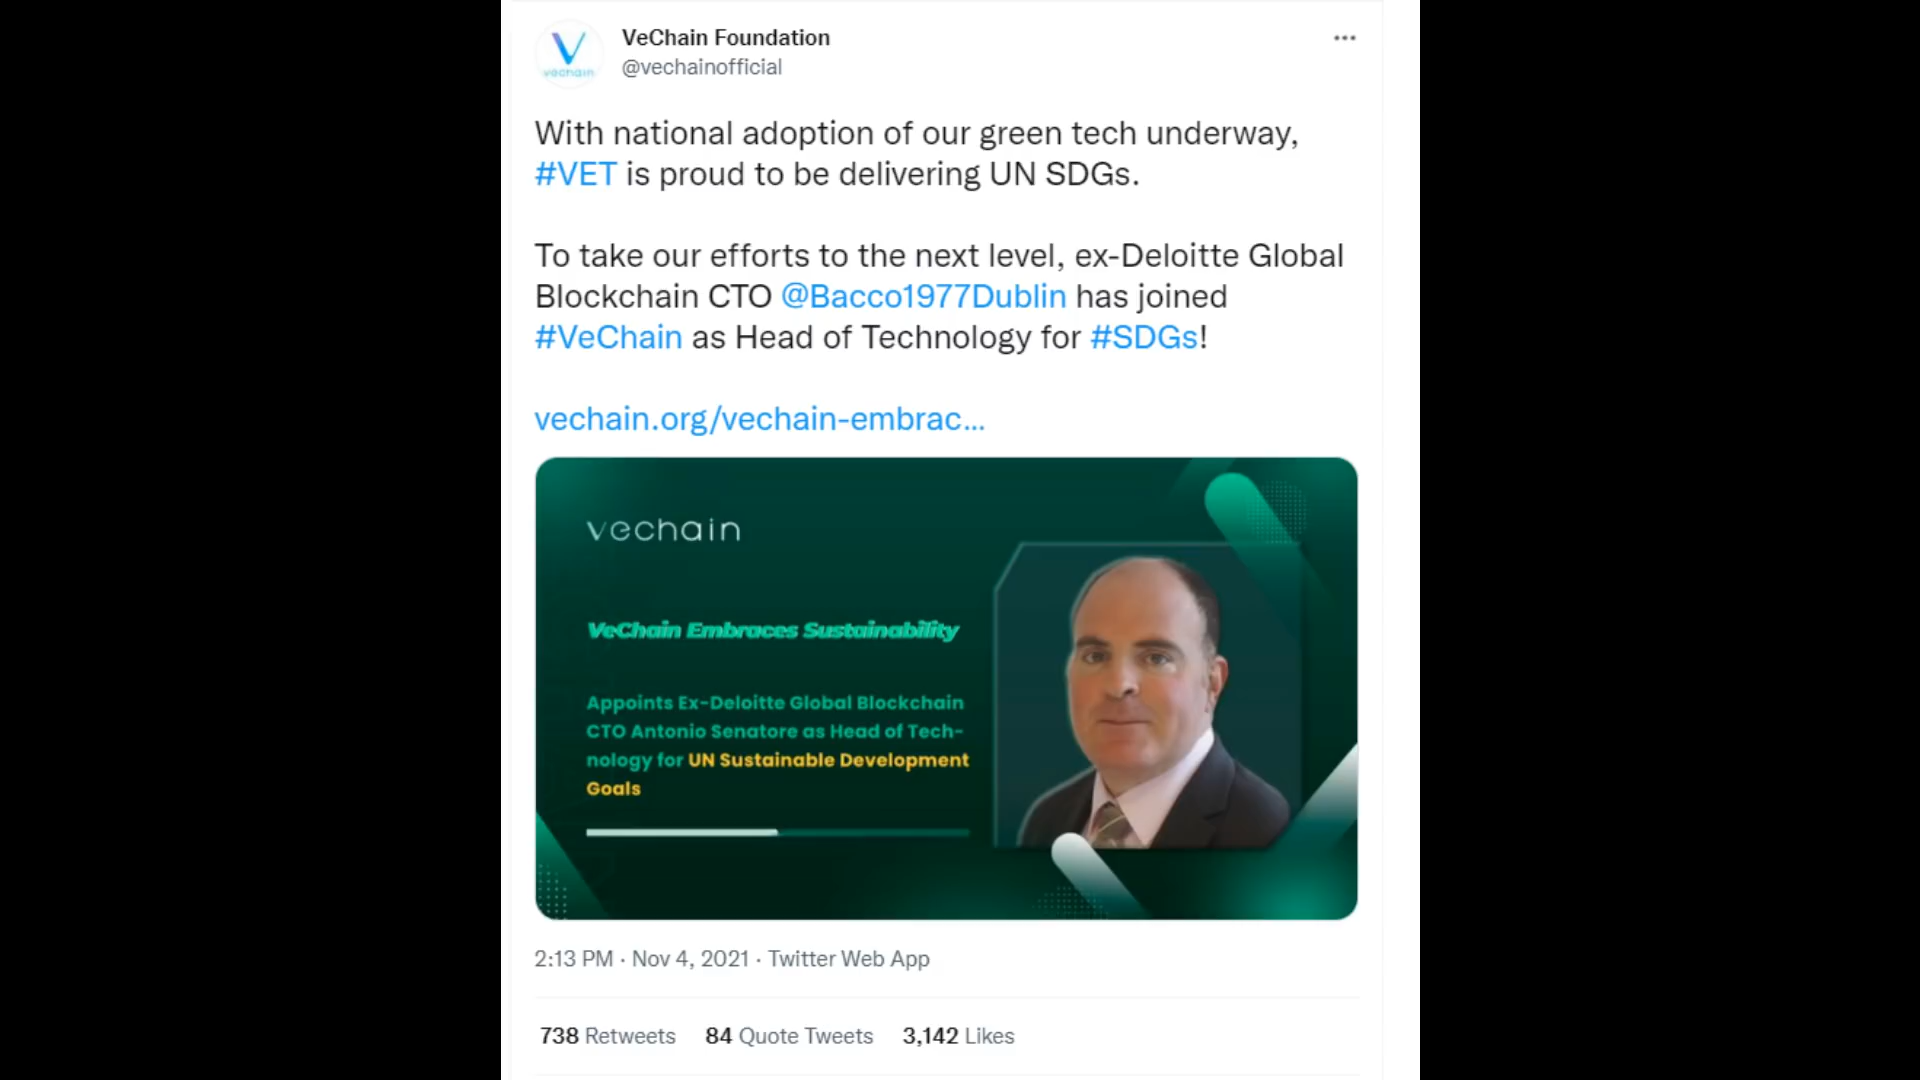 VeChain Foundation
@vechainofficial
With national adoption of our green tech underway,
#VET is proud to be delivering UN SDGs.
To take our efforts to the next level, ex-Deloitte Global
Blockchain CTO @Bacco1977Dublin has joined
#VeChain as Head of Technology for #SDGs!
vechain.org/vechain-embrac...
vechain
VeChain Embraces Sustainability
Appoints Ex-Deloitte Global Blockchain
CTO Antonio Senatore as Head of Tech-
nology for UN Sustainable Development
Goals
2:13 PM · Nov 4, 2021 · Twitter Web App
738 Retweets 84 Quote Tweets 3,142 Likes